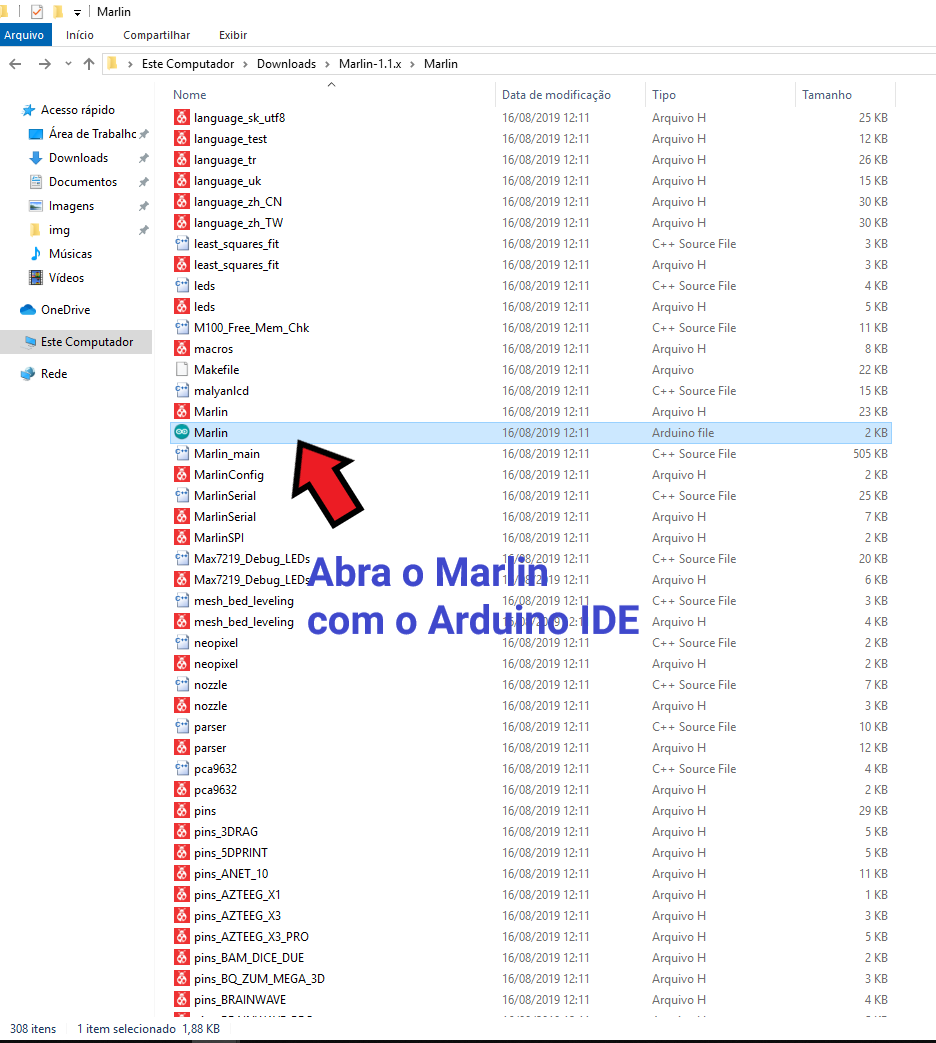 Marlin
Arquivo Início Compartilhar Exibir
Este Computador Downloads Marlin-1.1.x Marlin
Nome Data de modificação Tipo Tamanho
Acesso rápido
Área de Trabalho
Downloads
Documentos
Imagens
img
Músicas
Vídeos
OneDrive
Este Computador
Rede
language_sk_utf8 16/08/2019 12:11 Arquivo H 25 KB
language_test 16/08/2019 12:11 Arquivo H 12 KB
language_tr 16/08/2019 12:11 Arquivo H 26 KB
language_uk 16/08/2019 12:11 Arquivo H 15 KB
language_zh_CN 16/08/2019 12:11 Arquivo H 30 KB
language_zh_TW 16/08/2019 12:11 Arquivo H 30 KB
least_squares_fit 16/08/2019 12:11 C++ Source File 3 KB
least_squares_fit 16/08/2019 12:11 Arquivo H 3 KB
leds 16/08/2019 12:11 C++ Source File 4 KB
leds 16/08/2019 12:11 Arquivo H 5 KB
M100_Free_Mem_Chk 16/08/2019 12:11 C++ Source File 11 KB
macros 16/08/2019 12:11 Arquivo H 8 KB
Makefile 16/08/2019 12:11 Arquivo 22 KB
malyanlcd 16/08/2019 12:11 C++ Source File 15 KB
Marlin 16/08/2019 12:11 Arquivo H 23 KB
Marlin 16/08/2019 12:11 Arduino file 2 KB
Marlin_main 16/08/2019 12:11 C++ Source File 505 KB
MarlinConfig 16/08/2019 12:11 Arquivo H 2 KB
MarlinSerial 16/08/2019 12:11 C++ Source File 25 KB
MarlinSerial 16/08/2019 12:11 Arquivo H 7 KB
MarlinSPI 16/08/2019 12:11 Arquivo H 2 KB
Max7219_Debug_LEDs 16/08/2019 12:11 C++ Source File 20 KB
Max7219_Debug_LEDs 16/08/2019 12:11 Arquivo H 6 KB
mesh_bed_leveling 16/08/2019 12:11 C++ Source File 3 KB
mesh_bed_leveling 16/08/2019 12:11 Arquivo H 4 KB
neopixel 16/08/2019 12:11 C++ Source File 2 KB
neopixel 16/08/2019 12:11 Arquivo H 2 KB
nozzle 16/08/2019 12:11 C++ Source File 7 KB
nozzle 16/08/2019 12:11 Arquivo H 3 KB
parser 16/08/2019 12:11 C++ Source File 10 KB
parser 16/08/2019 12:11 Arquivo H 12 KB
pca9632 16/08/2019 12:11 C++ Source File 4 KB
pca9632 16/08/2019 12:11 Arquivo H 2 KB
pins 16/08/2019 12:11 Arquivo H 29 KB
pins_3DRAG 16/08/2019 12:11 Arquivo H 5 KB
pins_5DPRINT 16/08/2019 12:11 Arquivo H 5 KB
pins_ANET_10 16/08/2019 12:11 Arquivo H 11 KB
pins_AZTEEG_X1 16/08/2019 12:11 Arquivo H 1 KB
pins_AZTEEG_X3 16/08/2019 12:11 Arquivo H 3 KB
pins_AZTEEG_X3_PRO 16/08/2019 12:11 Arquivo H 5 KB
pins_BAM_DICE_DUE 16/08/2019 12:11 Arquivo H 2 KB
pins_BQ_ZUM_MEGA_3D 16/08/2019 12:11 Arquivo H 3 KB
pins_BRAINWAVE 16/08/2019 12:11 Arquivo H 4 KB
Abra o Marlin
com o Arduino IDE
308 itens 1 item selecionado 1,88 KB